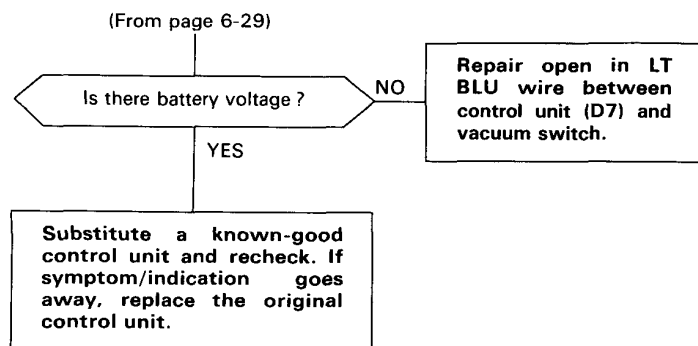 (From page 6-29)
Is there battery voltage?
NO
Repair open in LT
BLU wire between
control unit (D7) and
vacuum switch.
YES
Substitute a known-good
control unit and recheck. If
symptom/indication goes
away, replace the original
control unit.